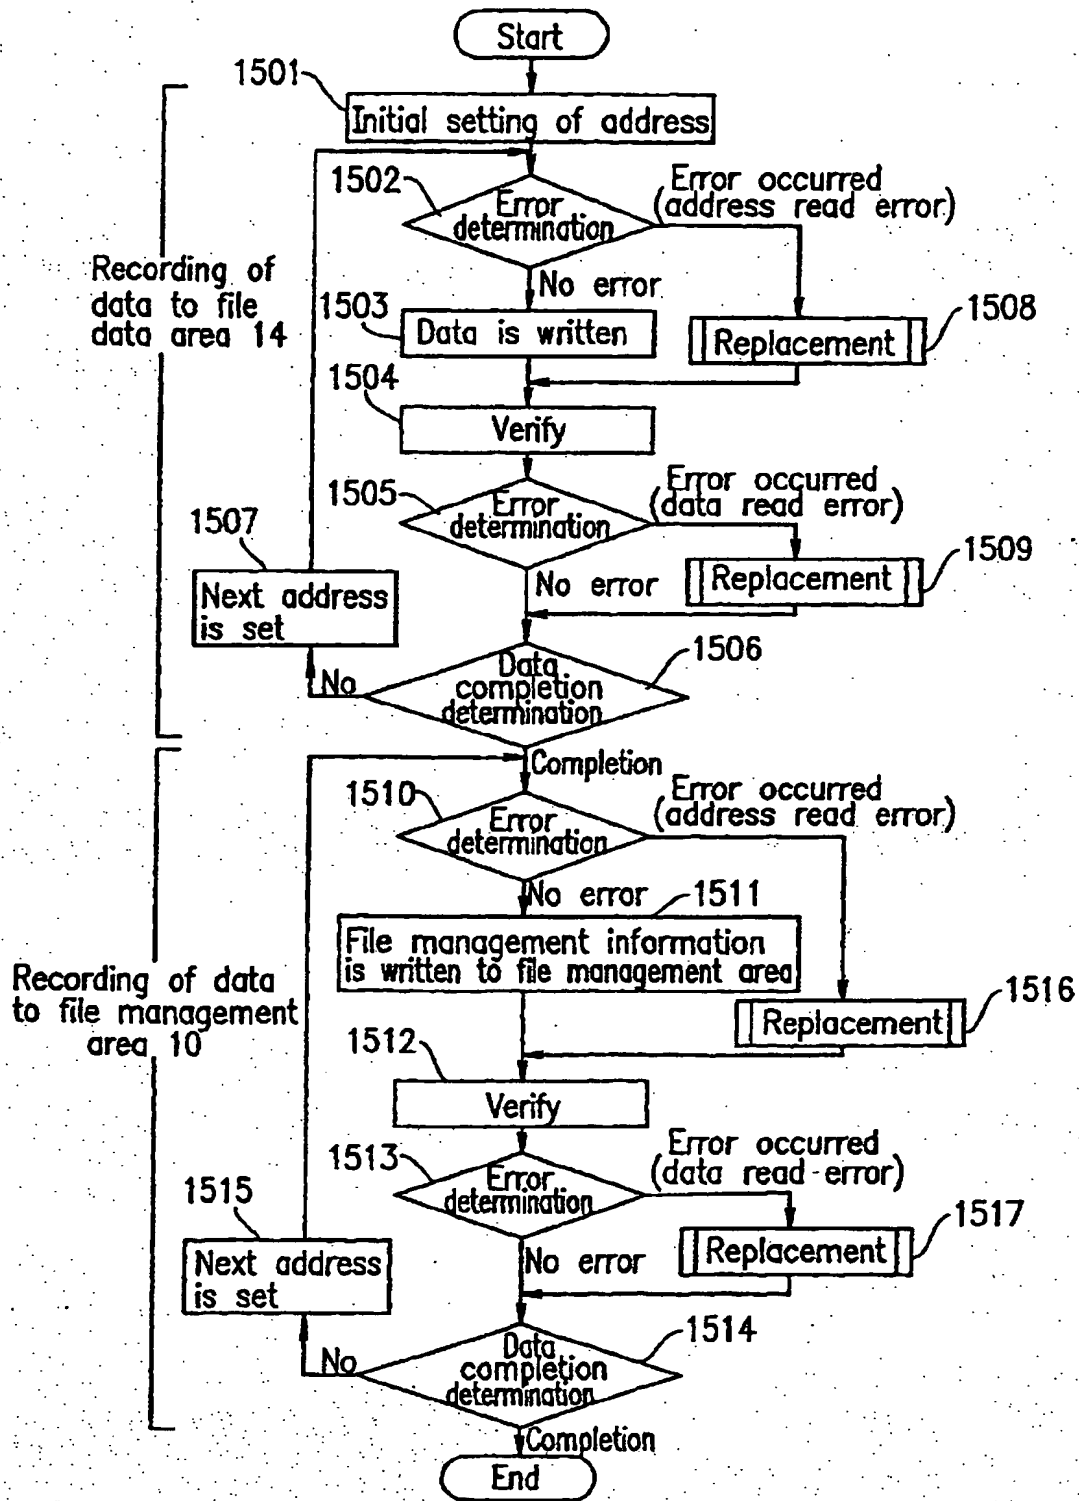 Start
1501
Initial setting of address
1502
Error
determination
Error occurred
(address read error)
No error
Recording of
data to file
data area 14
1503
Data is written
1508
Replacement
1504
Verify
1505
Error
determination
Error occurred
(data read error)
1507
Next address
is set
No error
1509
Replacement
1506
Data
completion
determination
No
Completion
1510
Error
determination
Error occurred
(address read error)
No error
1511
File management information
is written to file management area
Recording of data
to file management
area 10
1516
Replacement
1512
Verify
1513
Error
determination
Error occurred
(data read error)
1515
Next address
is set
No error
1517
Replacement
1514
Data
completion
determination
No
Completion
End